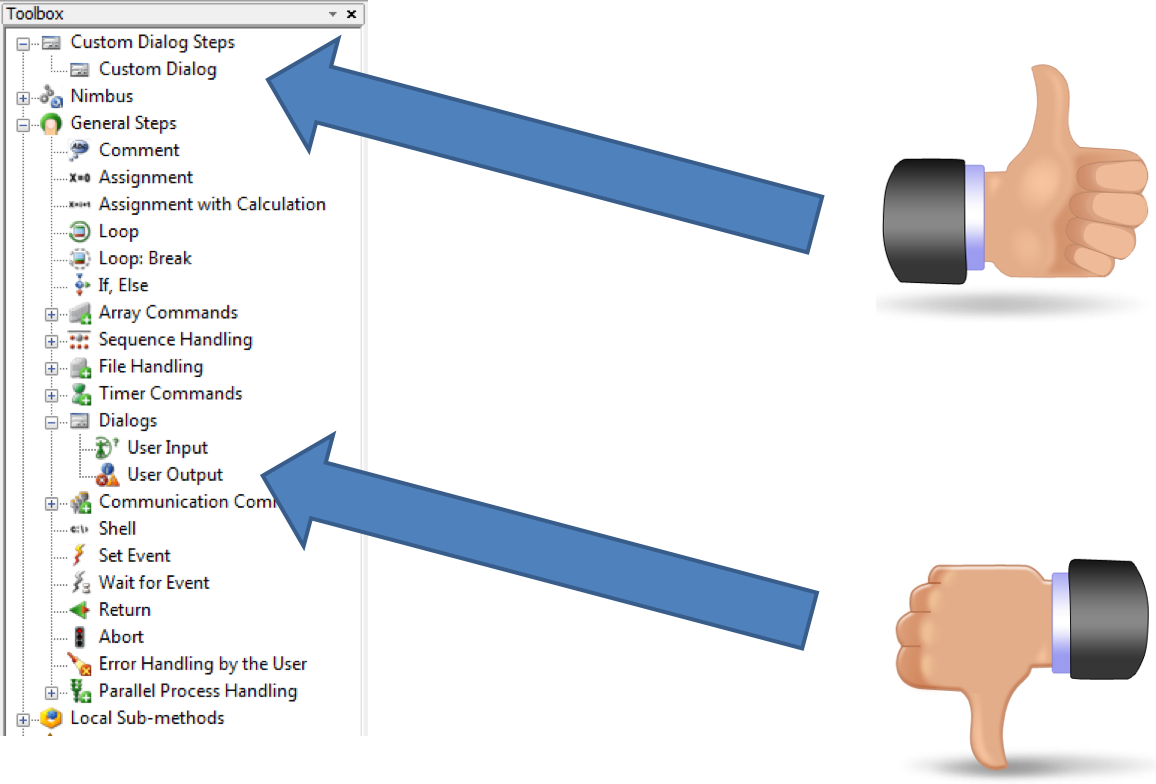 Toolbox
Custom Dialog Steps
Custom Dialog
Nimbus
General Steps
Comment
Assignment
Assignment with Calculation
Loop
Loop: Break
If, Else
Array Commands
Sequence Handling
File Handling
Timer Commands
Dialogs
User Input
User Output
Communication Com
Shell
Set Event
Wait for Event
Return
Abort
Error Handling by the User
Parallel Process Handling
Local Sub-methods